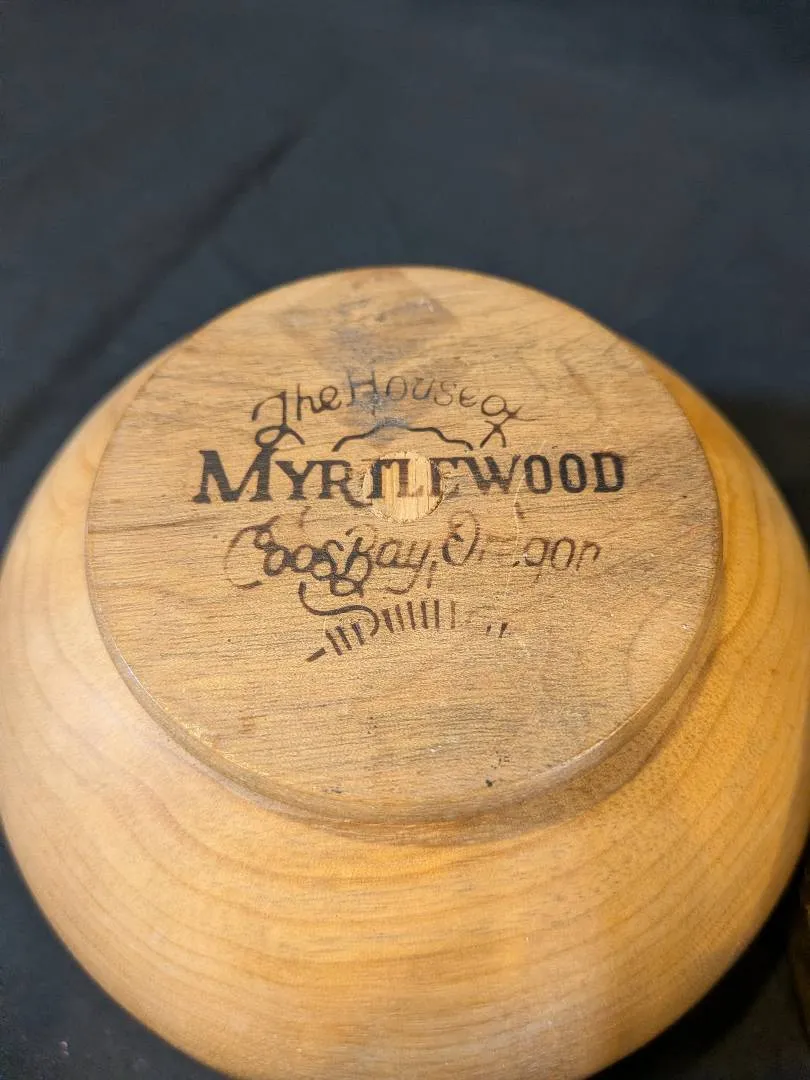 The House of
MYRTLEWOOD
Coos Bay, Oregon